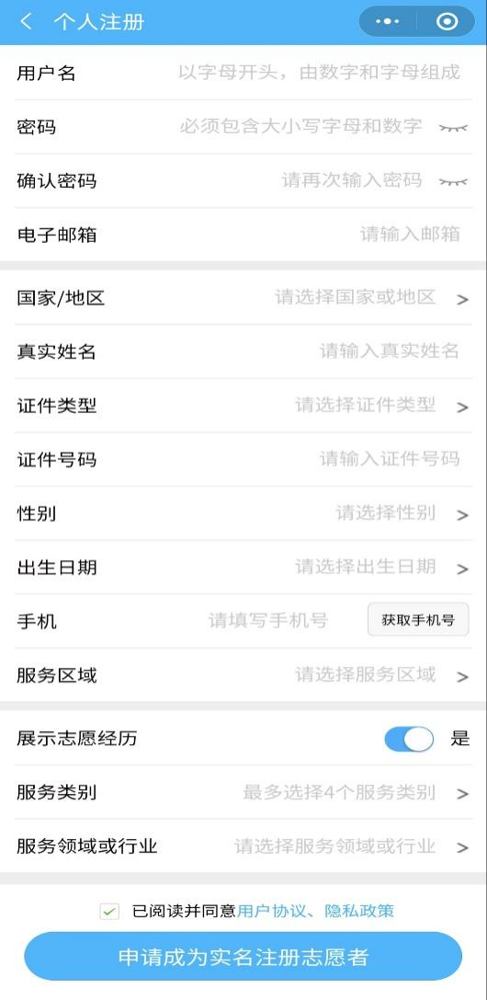 个人注册
用户名 以字母开头，由数字和字母组成
密码 必须包含大小写字母和数字
确认密码 请再次输入密码
电子邮箱 请输入邮箱
国家/地区 请选择国家或地区 >
真实姓名 请输入真实姓名
证件类型 请选择证件类型 >
证件号码 请输入证件号码
性别 请选择性别 >
出生日期 请选择出生日期 >
手机 请填写手机号 获取手机号
服务区域 请选择服务区域 >
展示志愿经历 是
服务类别 最多选择4个服务类别 >
服务领域或行业 请选择服务领域或行业 >
已阅读并同意用户协议、隐私政策
申请成为实名注册志愿者